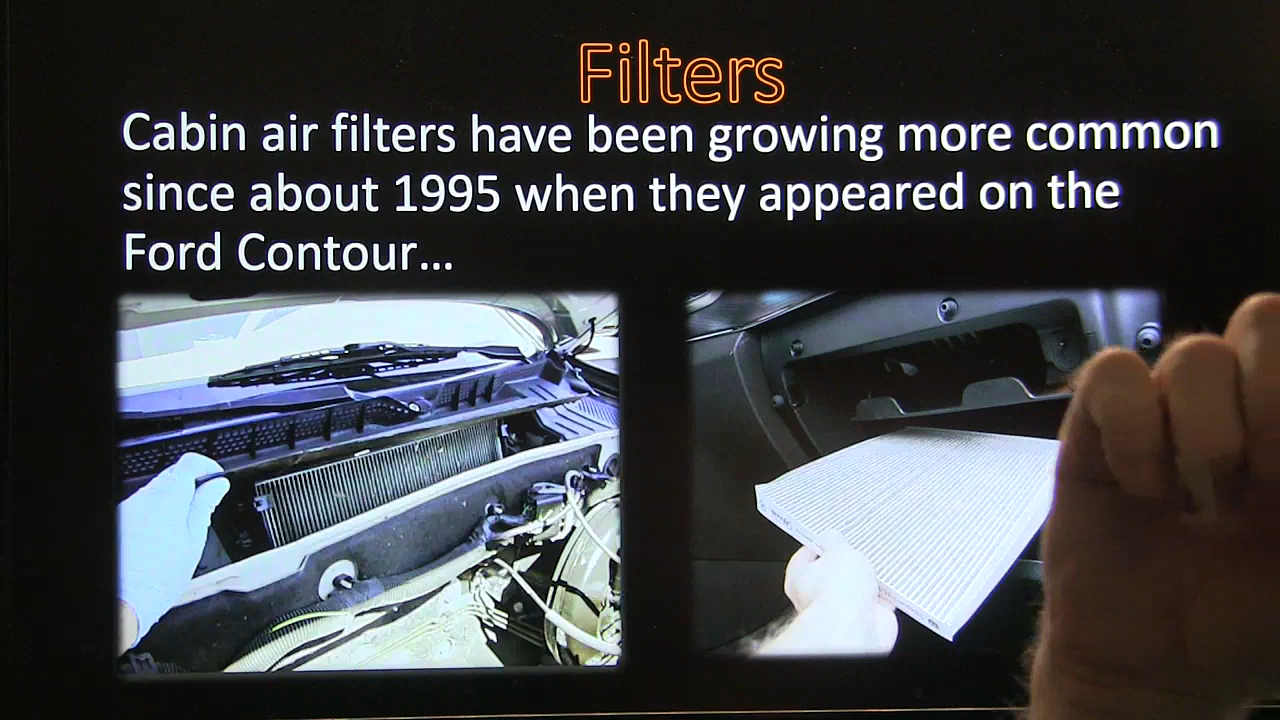 Filters
Cabin air filters have been growing more common
since about 1995 when they appeared on the
Ford Contour…